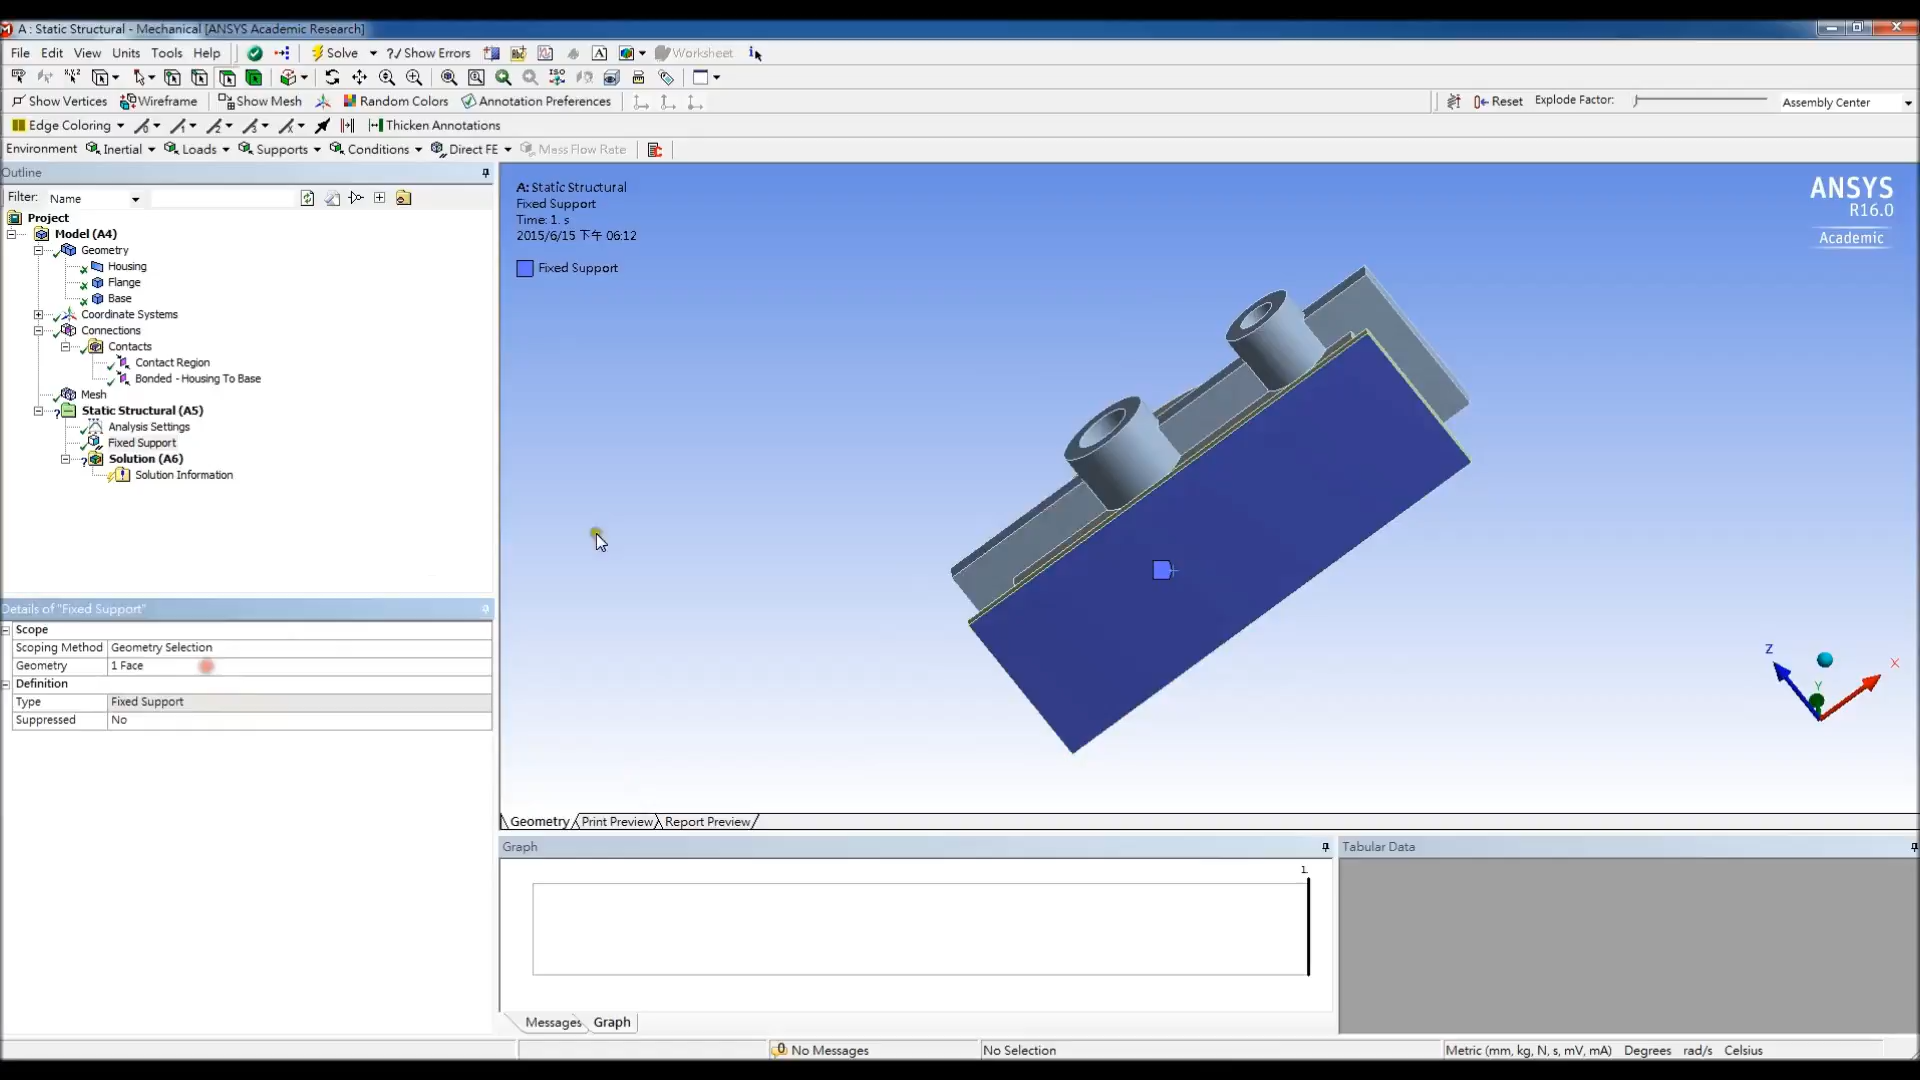 A : Static Structural - Mechanical [ANSYS Academic Research]
File Edit View Units Tools Help Solve ?/ Show Errors A Worksheet
Show Vertices Wireframe Show Mesh Random Colors Annotation Preferences Reset Explode Factor: Assembly Center
Edge Coloring Thicken Annotations
Environment Inertial Loads Supports Conditions Direct FE Mass Flow Rate
Outline
Filter: Name
Project
Model (A4)
Geometry
Housing
Flange
Base
Coordinate Systems
Connections
Contacts
Contact Region
Bonded - Housing To Base
Mesh
Static Structural (A5)
Analysis Settings
Fixed Support
Solution (A6)
Solution Information
Details of "Fixed Support"
Scope
Scoping Method Geometry Selection
Geometry 1 Face
Definition
Type Fixed Support
Suppressed No
A: Static Structural
Fixed Support
Time: 1. s
2015/6/15 下午 06:12
Fixed Support
ANSYS
R16.0
Academic
Z
X
Y
Geometry Print Preview Report Preview
Graph
1.
Tabular Data
Messages Graph
No Messages No Selection Metric (mm, kg, N, s, mV, mA) Degrees rad/s Celsius